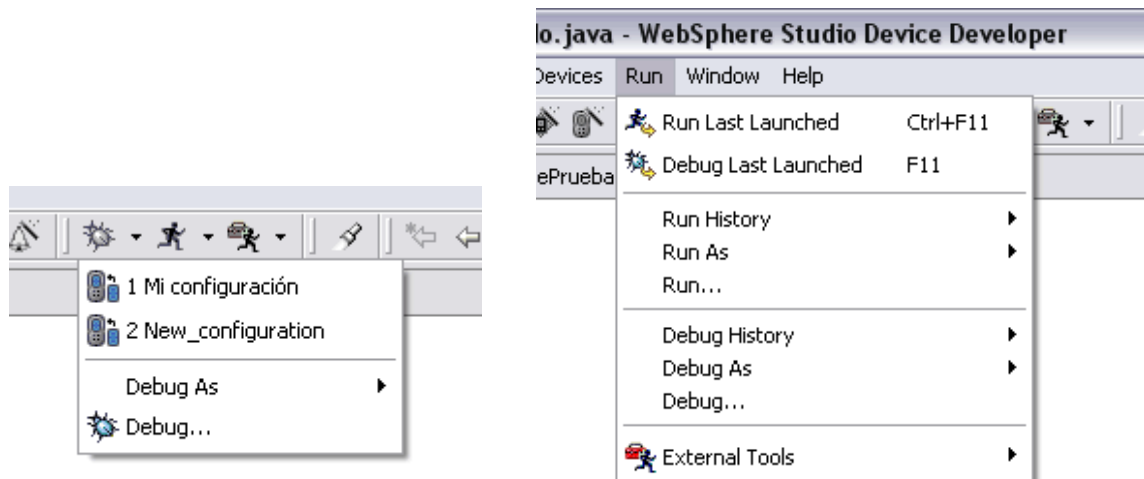 1 Mi configuración
2 New_configuration
Debug As
Debug...
lo.java - WebSphere Studio Device Developer
Devices Run Window Help
Run Last Launched Ctrl+F11
Debug Last Launched F11
ePrueba
Run History
Run As
Run...
Debug History
Debug As
Debug...
External Tools